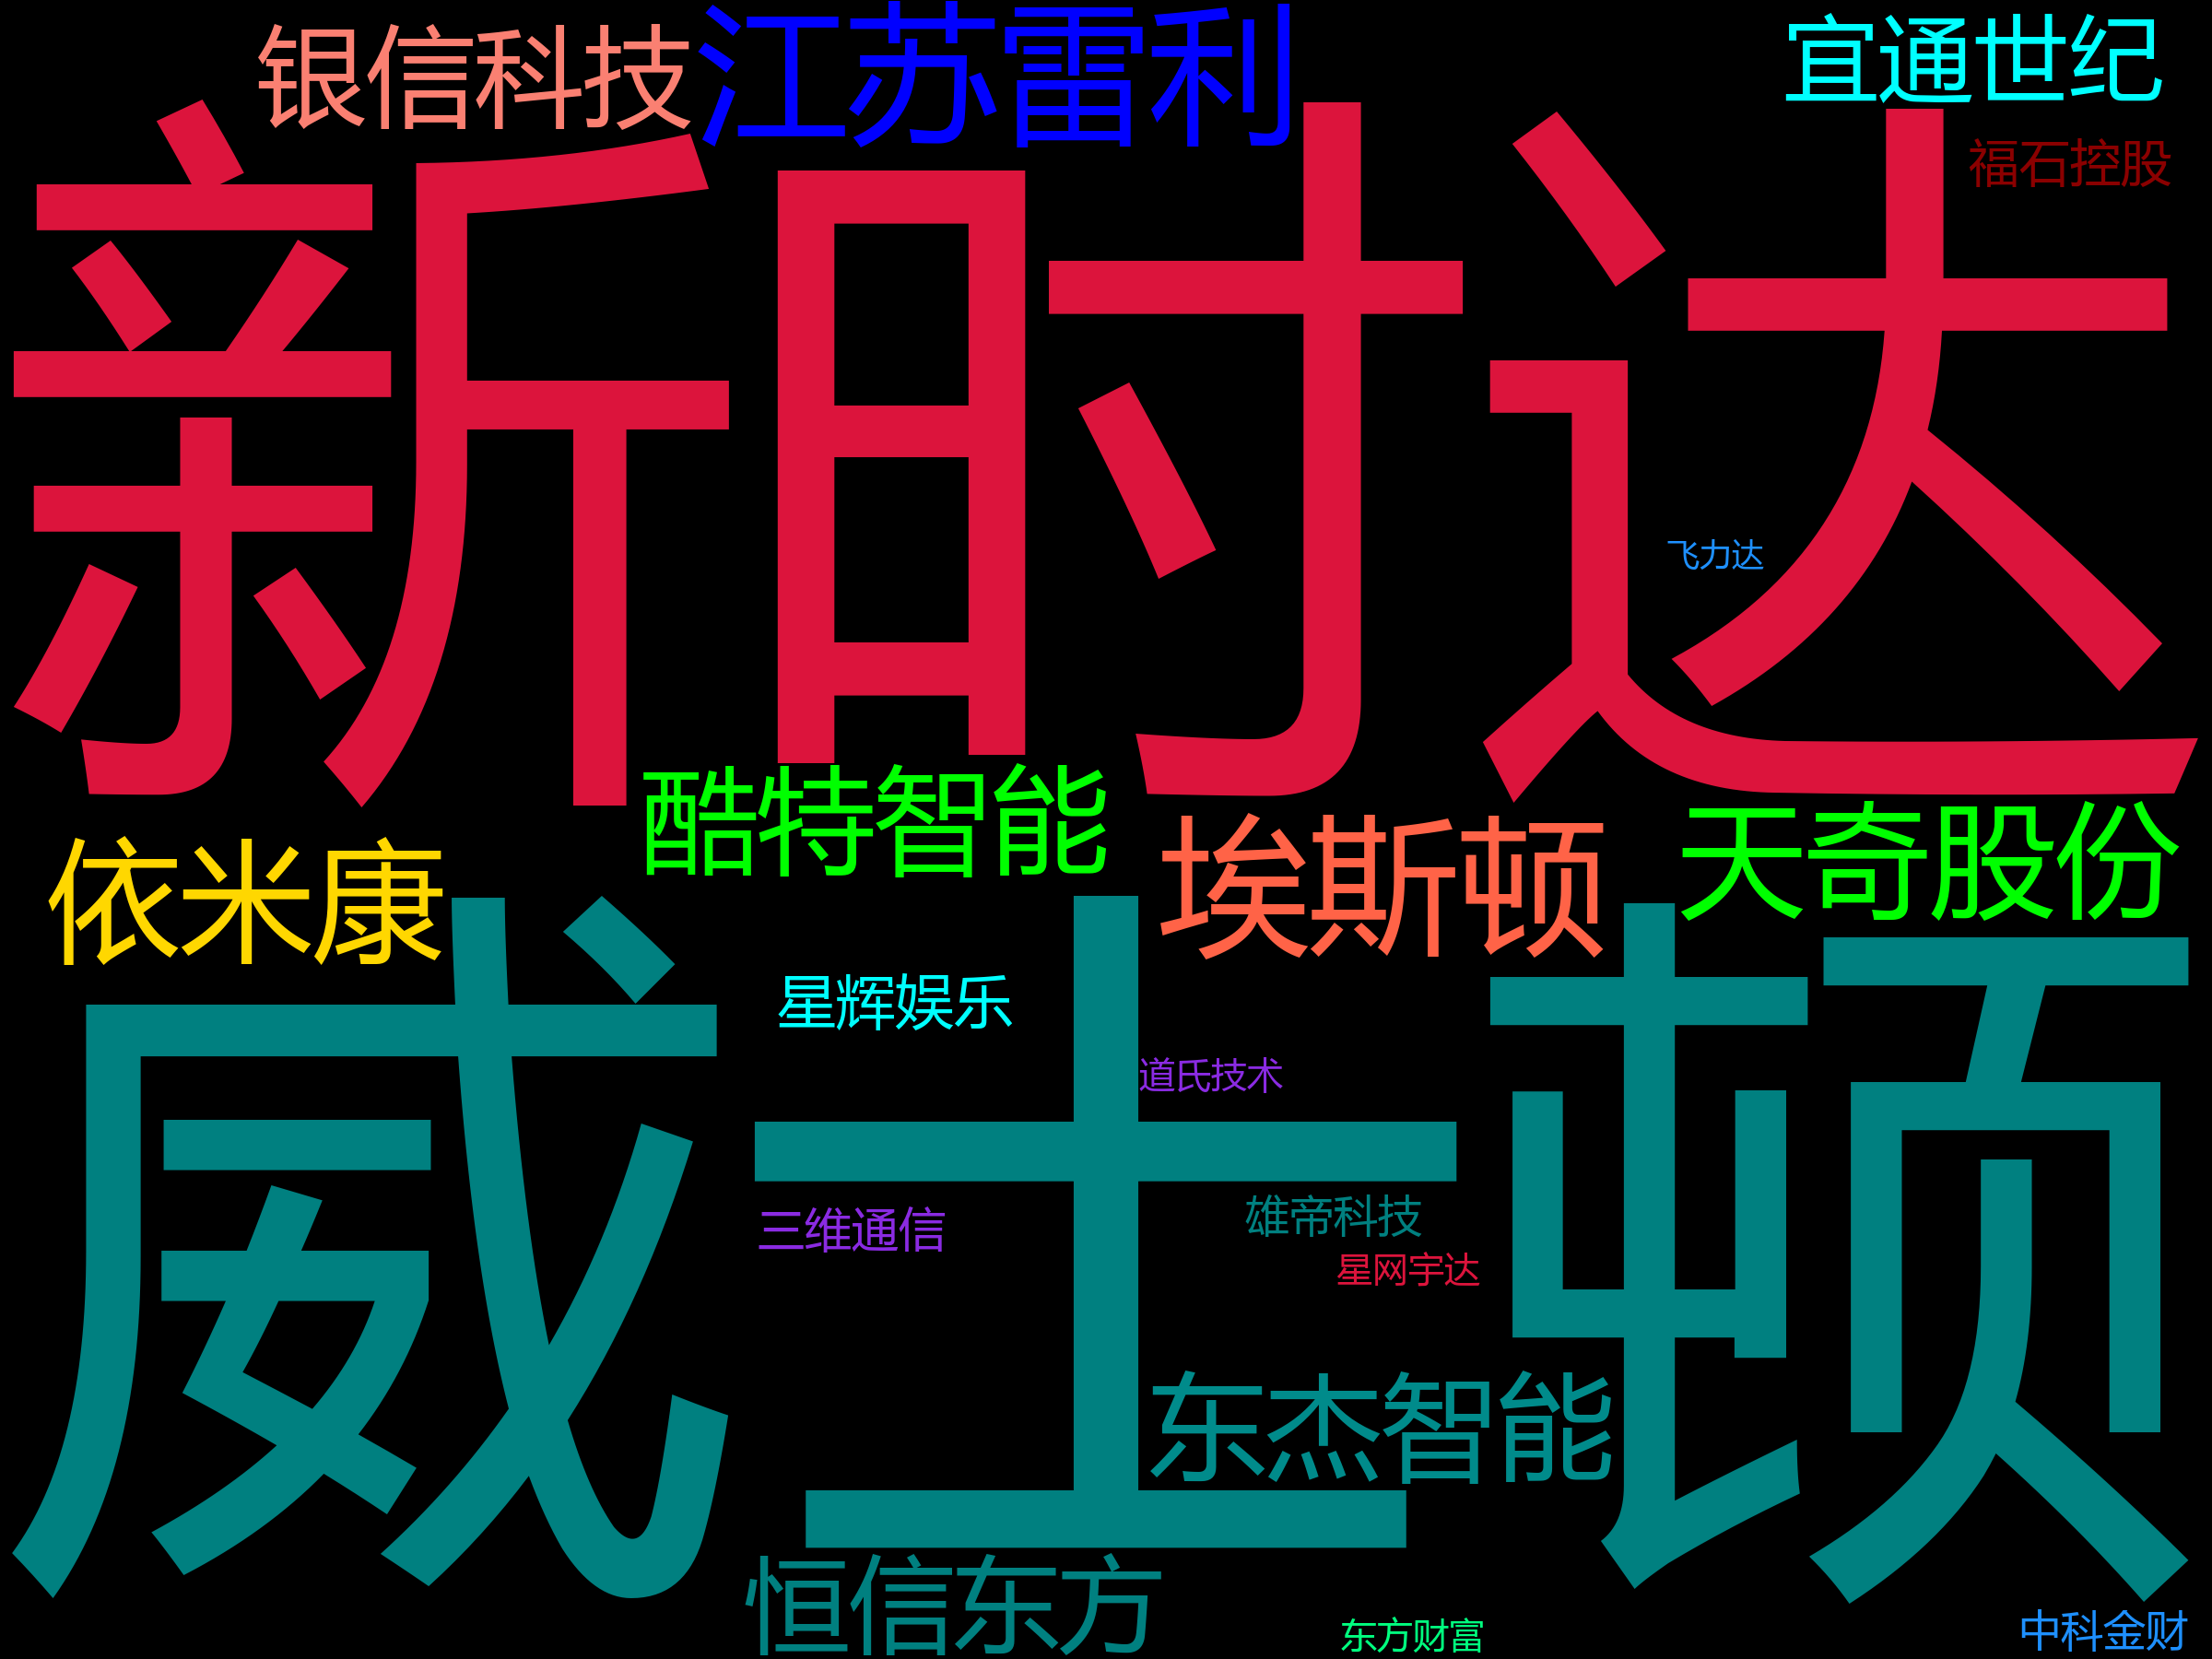 银信科技
江苏雷利
宜通世纪
福石控股
新时达
飞力达
酷特智能
天奇股份
埃斯顿
依米康
威士顿
星辉娱乐
道氏技术
雄帝科技
三维通信
星网宇达
东杰智能
恒信东方
东方财富
中科金财